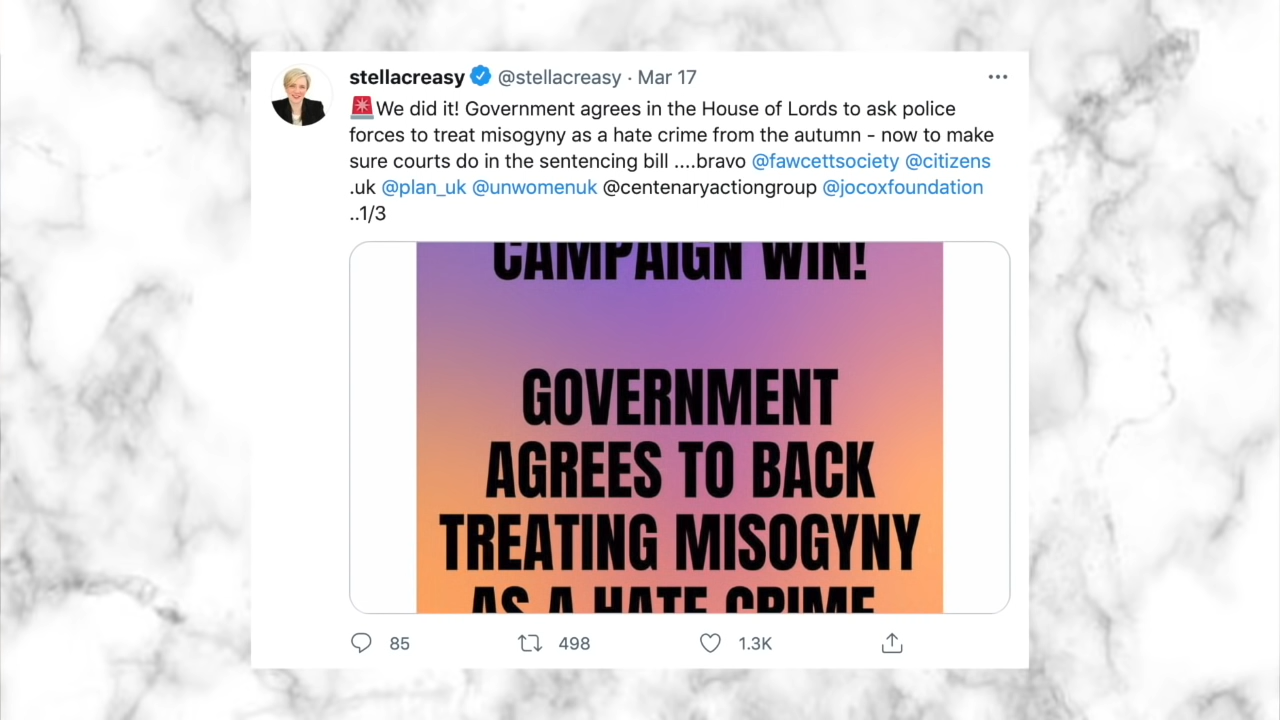 stellacreasy @stellacreasy · Mar 17
🚨We did it! Government agrees in the House of Lords to ask police
forces to treat misogyny as a hate crime from the autumn - now to make
sure courts do in the sentencing bill ....bravo @fawcettsociety @citizens
.uk @plan_uk @unwomenuk @centenaryactiongroup @jocoxfoundation
..1/3
CAMPAIGN WIN!
GOVERNMENT
AGREES TO BACK
TREATING MISOGYNY
AS A HATE CRIME
85 498 1.3K